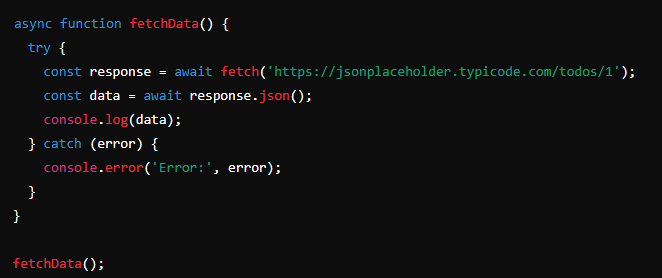 async function fetchData() {
  try {
    const response = await fetch('https://jsonplaceholder.typicode.com/todos/1');
    const data = await response.json();
    console.log(data);
  } catch (error) {
    console.error('Error:', error);
  }
}

fetchData();